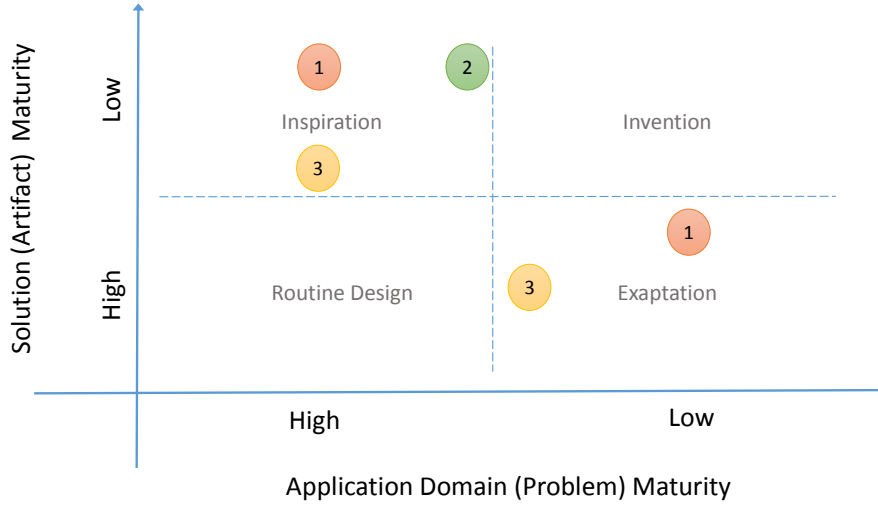 1
2
Inspiration
Invention
3
1
Routine Design
3
Exaptation
Solution (Artifact) Maturity
Low
High
High
Low
Application Domain (Problem) Maturity